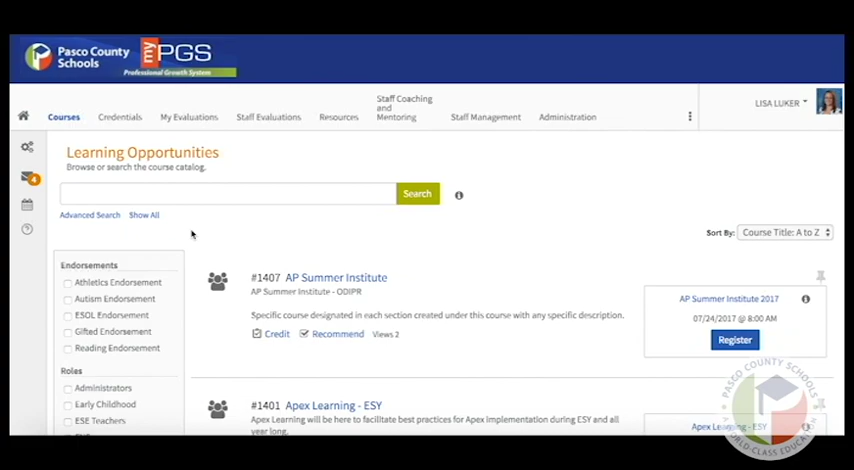 Pasco County
Schools
myPGS
Professional Growth System
Courses
Credentials
My Evaluations
Staff Evaluations
Resources
Staff Coaching
and
Mentoring
Staff Management
Administration
LISA LUKER
4
Learning Opportunities
Browse or search the course catalog.
Search
Advanced Search
Show All
Sort By:
Course Title: A to Z
Endorsements
Athletics Endorsement
Autism Endorsement
ESOL Endorsement
Gifted Endorsement
Reading Endorsement
Roles
Administrators
Early Childhood
ESE Teachers
#1407 AP Summer Institute
AP Summer Institute - ODIPR
Specific course designated in each section created under this course with any specific description.
Credit
Recommend
Views 2
AP Summer Institute 2017
07/24/2017 @ 8:00 AM
Register
#1401 Apex Learning - ESY
Apex Learning will be here to facilitate best practices for Apex implementation during ESY and all
year long.
Apex Learning - ESY
PASCO COUNTY SCHOOLS
A WORLD-CLASS EDUCATION